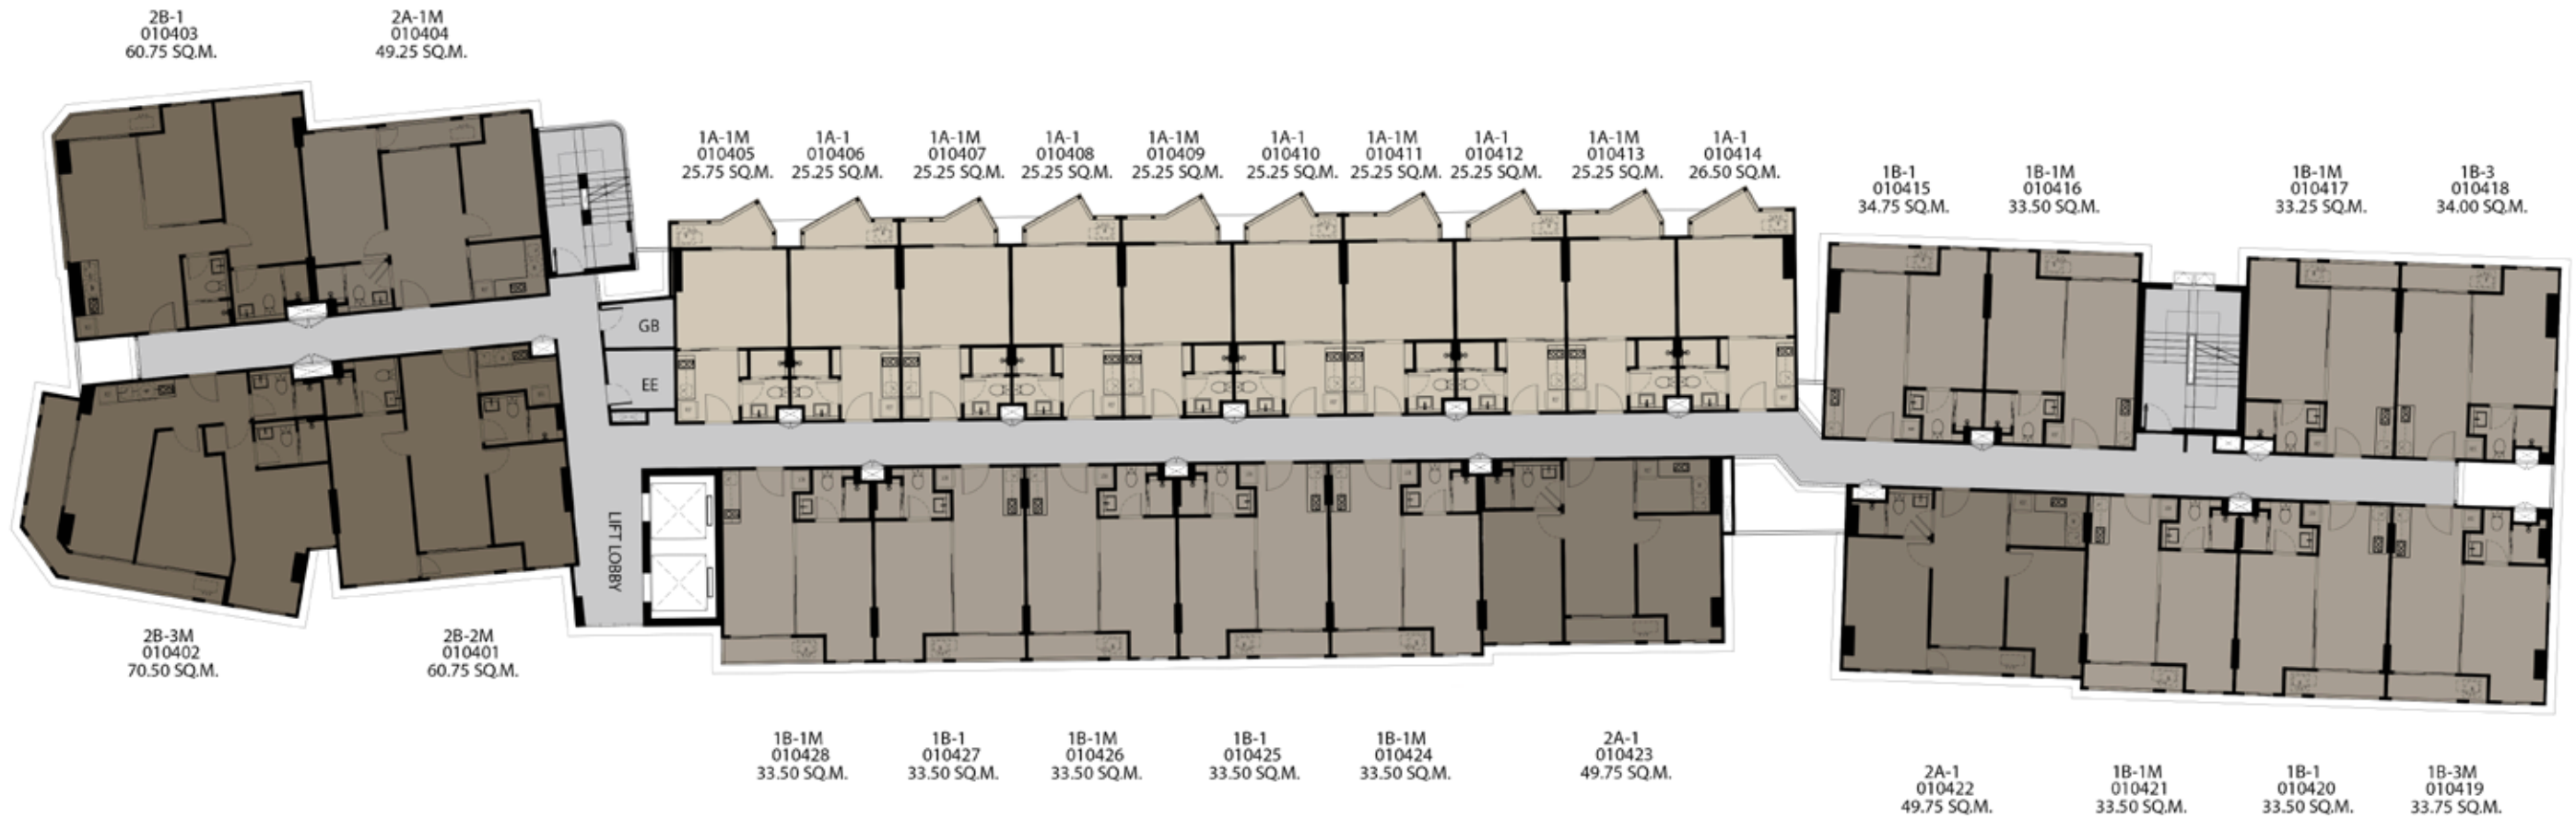 2B-1
010403
60.75 SQ.M.
2A-1M
010404
49.25 SQ.M.
1A-1M
010405
25.75 SQ.M.
1A-1
010406
25.25 SQ.M.
1A-1M
010407
25.25 SQ.M.
1A-1
010408
25.25 SQ.M.
1A-1M
010409
25.25 SQ.M.
1A-1
010410
25.25 SQ.M.
1A-1M
010411
25.25 SQ.M.
1A-1
010412
25.25 SQ.M.
1A-1M
010413
25.25 SQ.M.
1A-1
010414
26.50 SQ.M.
1B-1
010415
34.75 SQ.M.
1B-1M
010416
33.50 SQ.M.
1B-1M
010417
33.25 SQ.M.
1B-3
010418
34.00 SQ.M.
GB
EE
LIFT LOBBY
2B-3M
010402
70.50 SQ.M.
2B-2M
010401
60.75 SQ.M.
1B-1M
010428
33.50 SQ.M.
1B-1
010427
33.50 SQ.M.
1B-1M
010426
33.50 SQ.M.
1B-1
010425
33.50 SQ.M.
1B-1M
010424
33.50 SQ.M.
2A-1
010423
49.75 SQ.M.
2A-1
010422
49.75 SQ.M.
1B-1M
010421
33.50 SQ.M.
1B-1
010420
33.50 SQ.M.
1B-3M
010419
33.75 SQ.M.